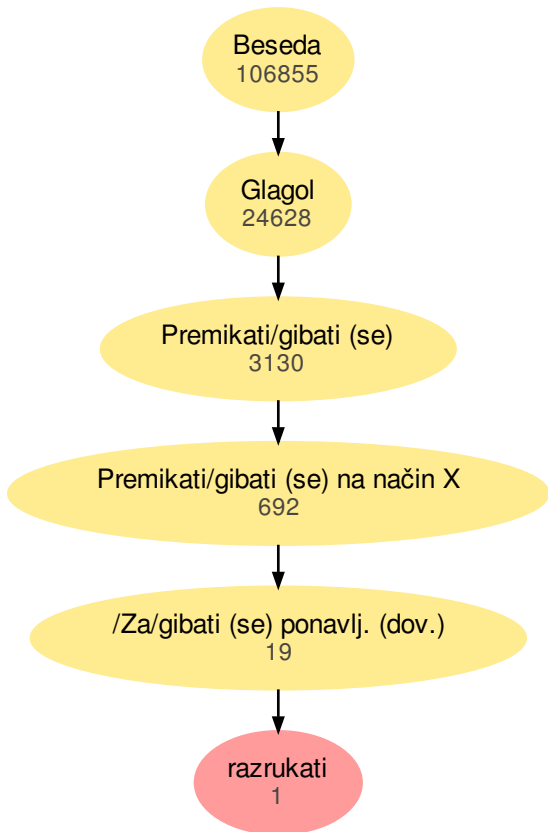 Beseda
106855
Glagol
24628
Premikati/gibati (se)
3130
Premikati/gibati (se) na način X
692
/Za/gibati (se) ponavlj. (dov.)
19
razrukati
1